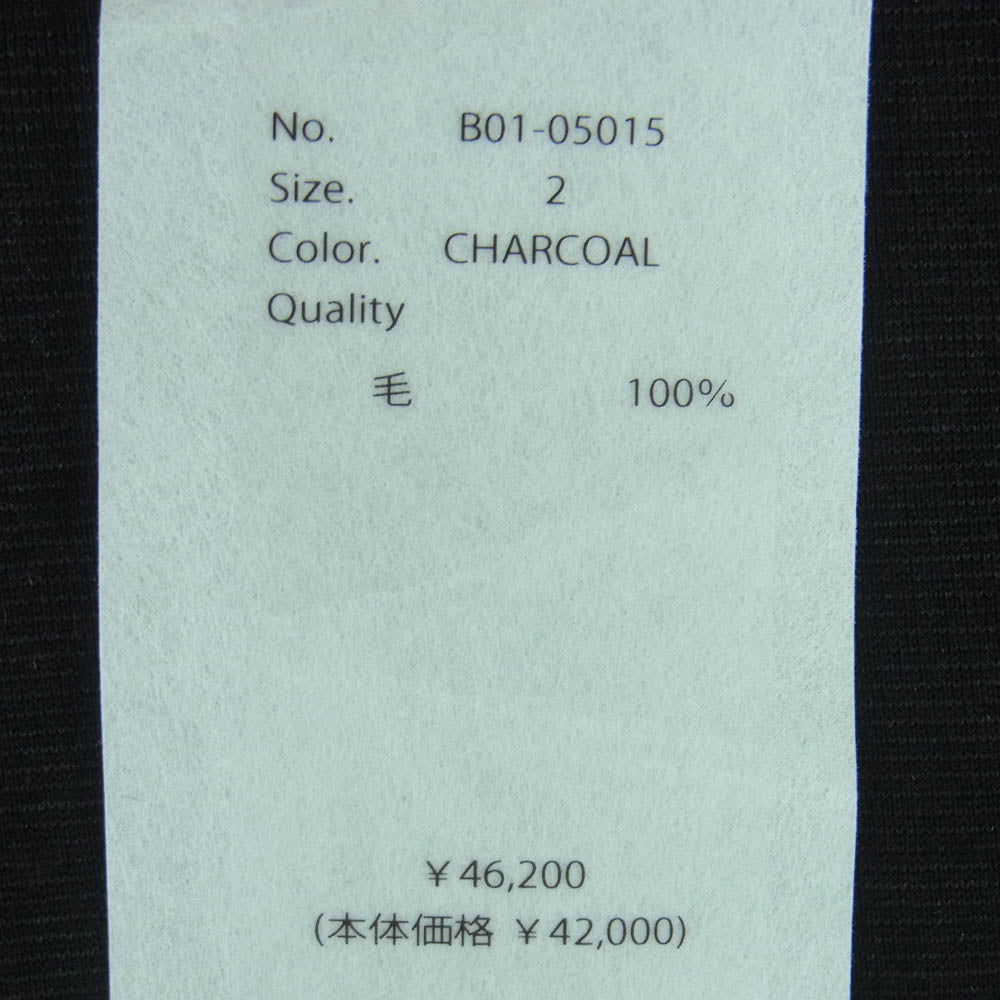 No. B01-05015
Size. 2
Color. CHARCOAL
Quality
毛 100%
¥46,200
(本体価格 ¥42,000)